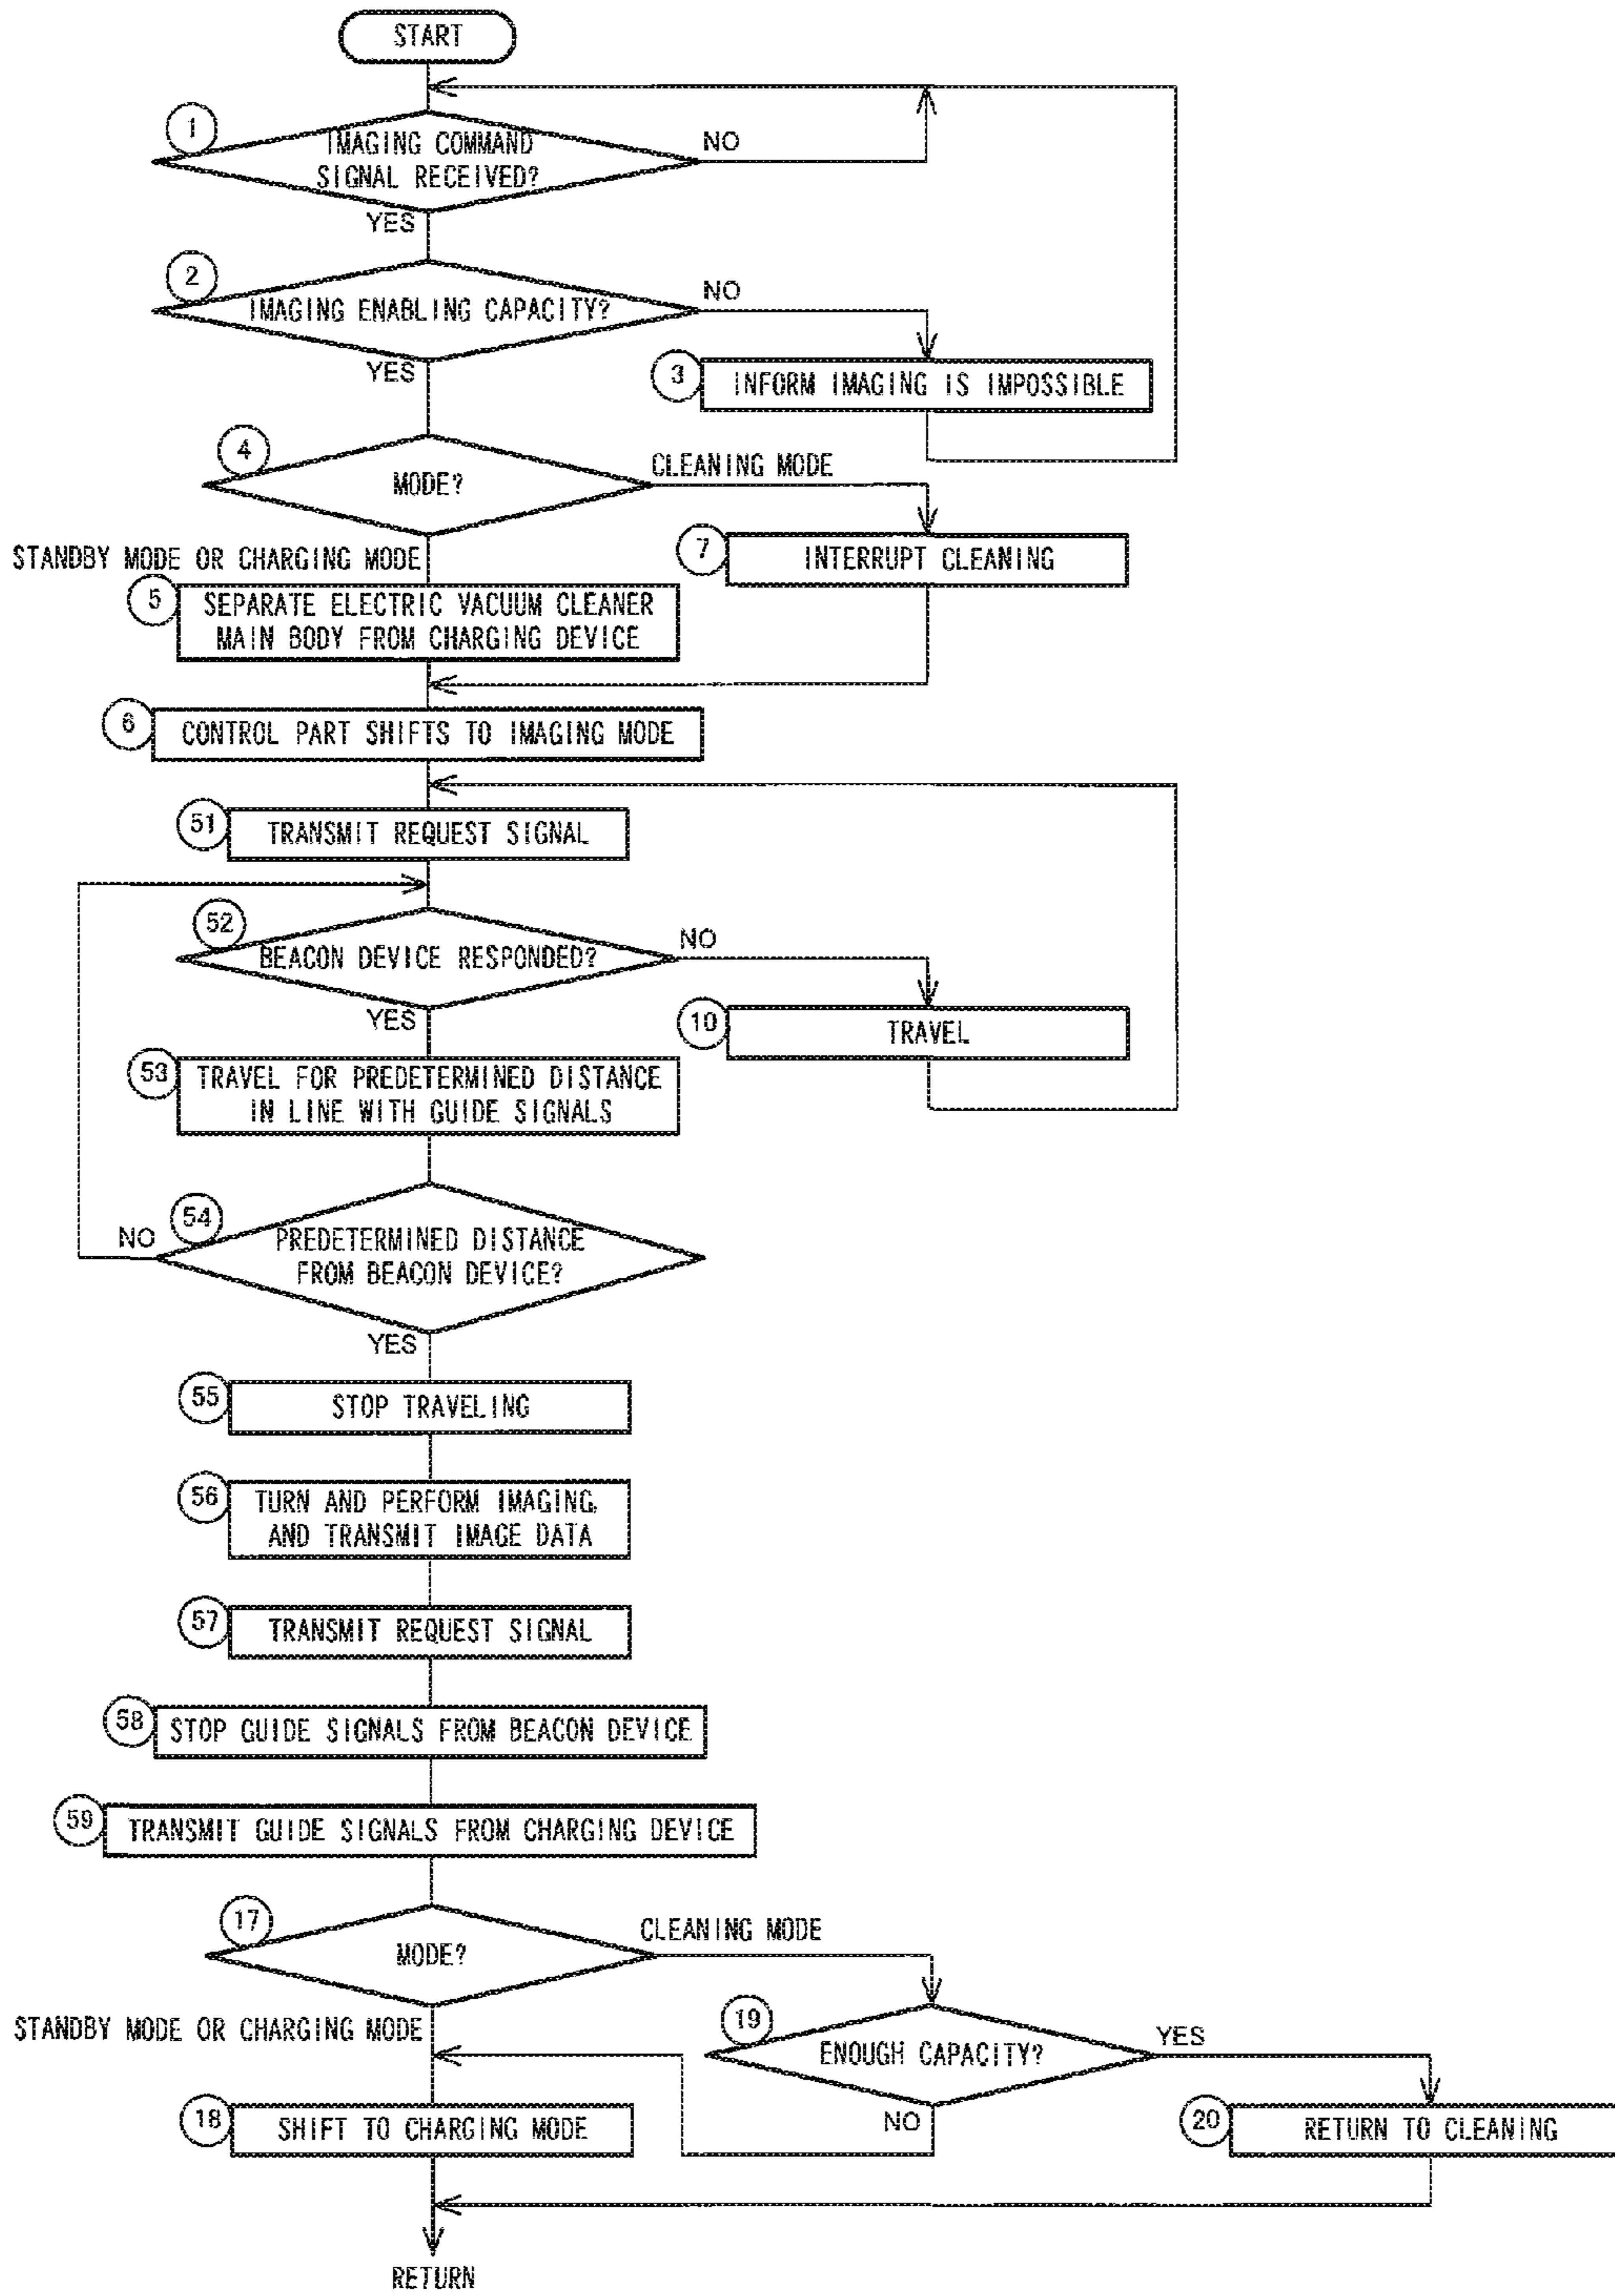 START
1
IMAGING COMMAND
SIGNAL RECEIVED?
NO
YES
2
IMAGING ENABLING CAPACITY?
NO
YES
3
INFORM IMAGING IS IMPOSSIBLE
4
MODE?
CLEANING MODE
STANDBY MODE OR CHARGING MODE
7
INTERRUPT CLEANING
5
SEPARATE ELECTRIC VACUUM CLEANER
MAIN BODY FROM CHARGING DEVICE
6
CONTROL PART SHIFTS TO IMAGING MODE
51
TRANSMIT REQUEST SIGNAL
52
BEACON DEVICE RESPONDED?
NO
YES
10
TRAVEL
53
TRAVEL FOR PREDETERMINED DISTANCE
IN LINE WITH GUIDE SIGNALS
54
NO
PREDETERMINED DISTANCE
FROM BEACON DEVICE?
YES
55
STOP TRAVELING
56
TURN AND PERFORM IMAGING,
AND TRANSMIT IMAGE DATA
57
TRANSMIT REQUEST SIGNAL
58
STOP GUIDE SIGNALS FROM BEACON DEVICE
59
TRANSMIT GUIDE SIGNALS FROM CHARGING DEVICE
17
MODE?
CLEANING MODE
STANDBY MODE OR CHARGING MODE
19
ENOUGH CAPACITY?
YES
NO
18
SHIFT TO CHARGING MODE
20
RETURN TO CLEANING
RETURN